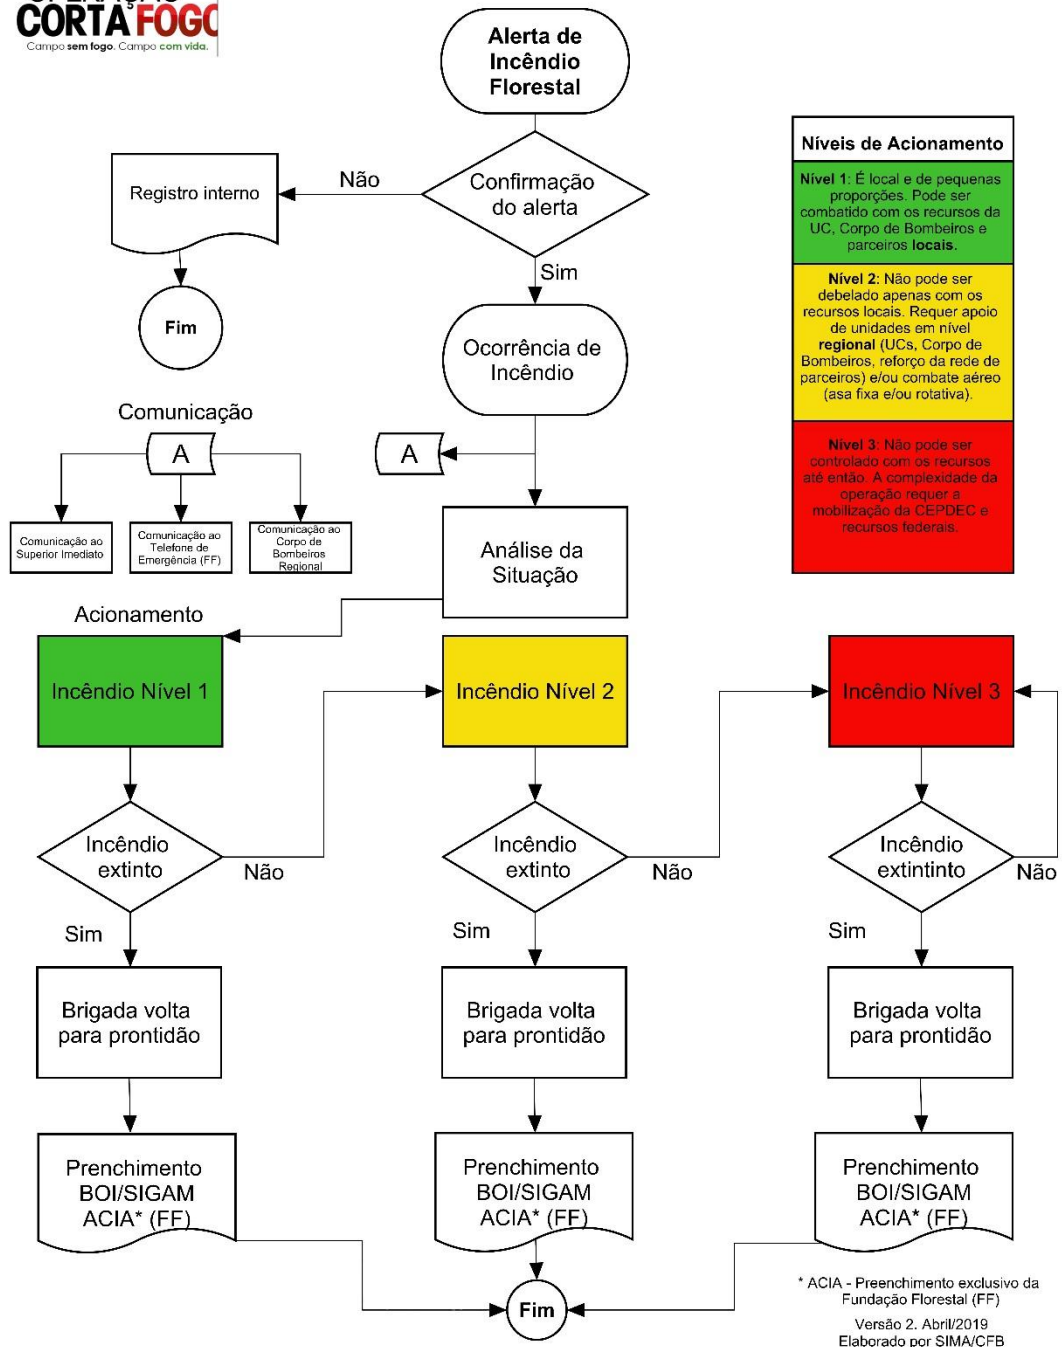 OPERAÇÃO
CORTA FOGO
Campo sem fogo. Campo com vida.
Alerta de
Incêndio
Florestal
Confirmação
do alerta
Não
Registro interno
Fim
Sim
Ocorrência de
Incêndio
A
Comunicação
A
Comunicação ao
Superior Imediato
Comunicação ao
Telefone de
Emergência (FF)
Comunicação ao
Corpo de
Bombeiros
Regional
Análise da
Situação
Níveis de Acionamento
Nível 1: É local e de pequenas
proporções. Pode ser
combatido com os recursos da
UC, Corpo de Bombeiros e
parceiros locais.
Nível 2: Não pode ser
debelado apenas com os
recursos locais. Requer apoio
de unidades em nível
regional (UCs, Corpo de
Bombeiros, reforço da rede de
parceiros) e/ou combate aéreo
(asa fixa e/ou rotativa).
Nível 3: Não pode ser
controlado com os recursos
até então. A complexidade da
operação requer a
mobilização da CEPDEC e
recursos federais.
Acionamento
Incêndio Nível 1
Incêndio Nível 2
Incêndio Nível 3
Incêndio
extinto
Não
Incêndio
extinto
Não
Incêndio
extintinto
Não
Sim
Sim
Sim
Brigada volta
para prontidão
Brigada volta
para prontidão
Brigada volta
para prontidão
Prenchimento
BOI/SIGAM
ACIA* (FF)
Prenchimento
BOI/SIGAM
ACIA* (FF)
Prenchimento
BOI/SIGAM
ACIA* (FF)
Fim
* ACIA - Preenchimento exclusivo da
Fundação Florestal (FF)
Versão 2. Abril/2019
Elaborado por SIMA/CFB